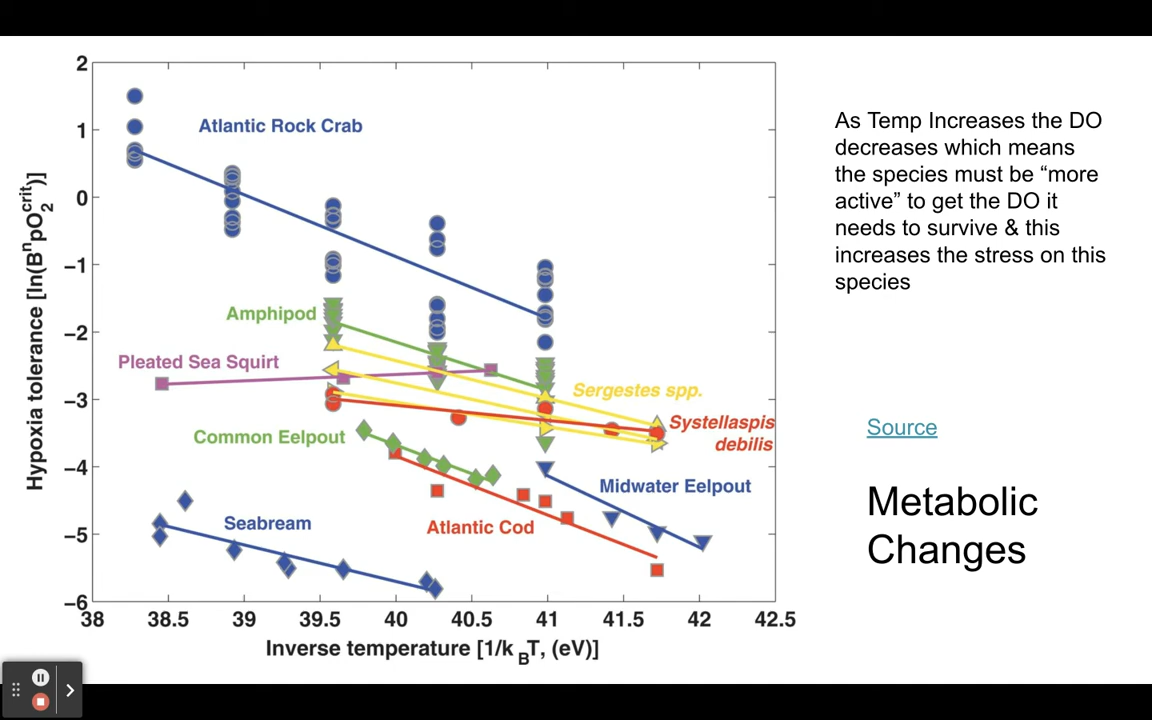 2
1
0
−1
−2
−3
−4
−5
−6
38 38.5 39 39.5 40 40.5 41 41.5 42 42.5
Hypoxia tolerance [ln(BⁿpO₂ᶜʳⁱᵗ)]
Inverse temperature [1/k BT, (eV)]
Atlantic Rock Crab
Amphipod
Pleated Sea Squirt
Sergestes spp.
Systellaspis
debilis
Common Eelpout
Midwater Eelpout
Seabream
Atlantic Cod
As Temp Increases the DO
decreases which means
the species must be “more
active” to get the DO it
needs to survive & this
increases the stress on this
species
Source
Metabolic
Changes